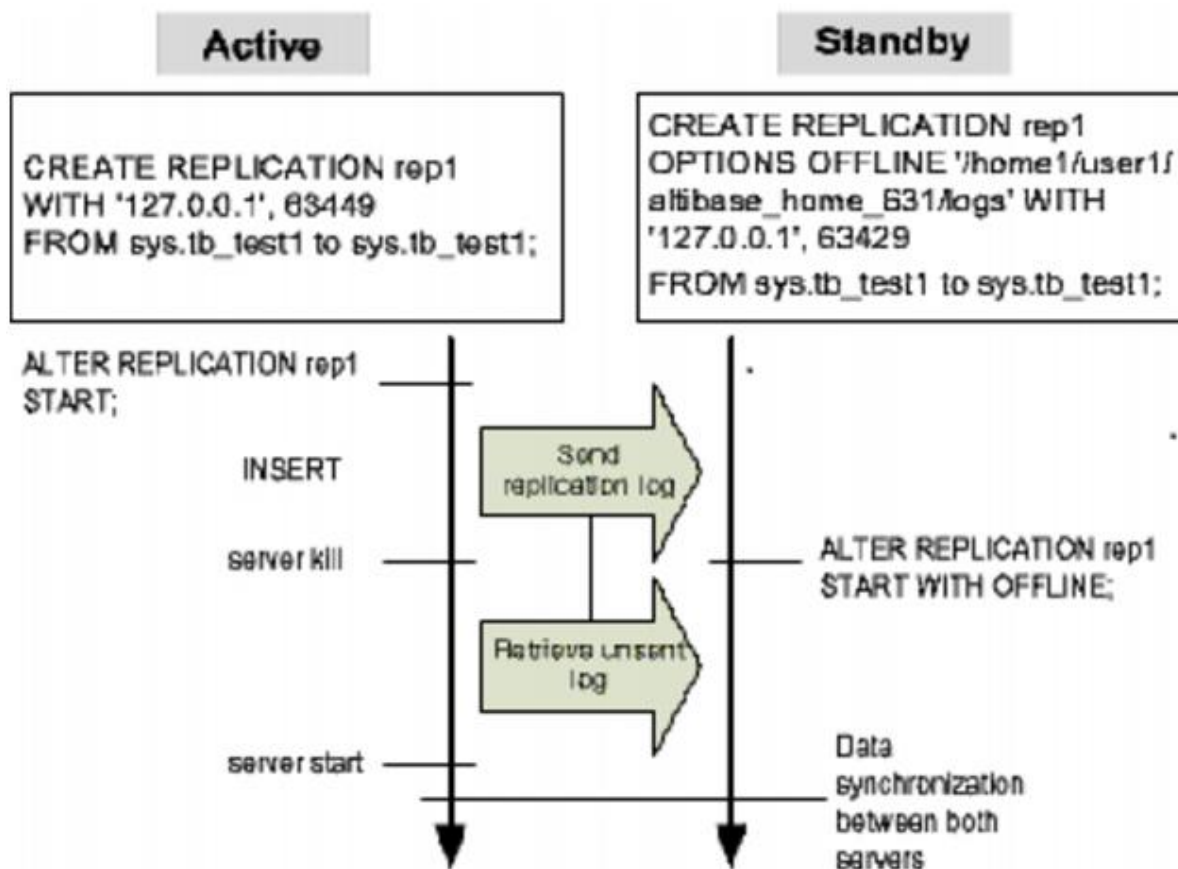 Active
Standby
CREATE REPLICATION rep1
WITH '127.0.0.1', 63449
FROM sys.tb_test1 to sys.tb_test1;
CREATE REPLICATION rep1
OPTIONS OFFLINE '/home1/user1/
altibase_home_631/logs' WITH
'127.0.0.1', 63429
FROM sys.tb_test1 to sys.tb_test1;
ALTER REPLICATION rep1
START;
INSERT
Send
replication log
server kill
ALTER REPLICATION rep1
START WITH OFFLINE;
Retrieve unsent
log
server start
Data
synchronization
between both
servers